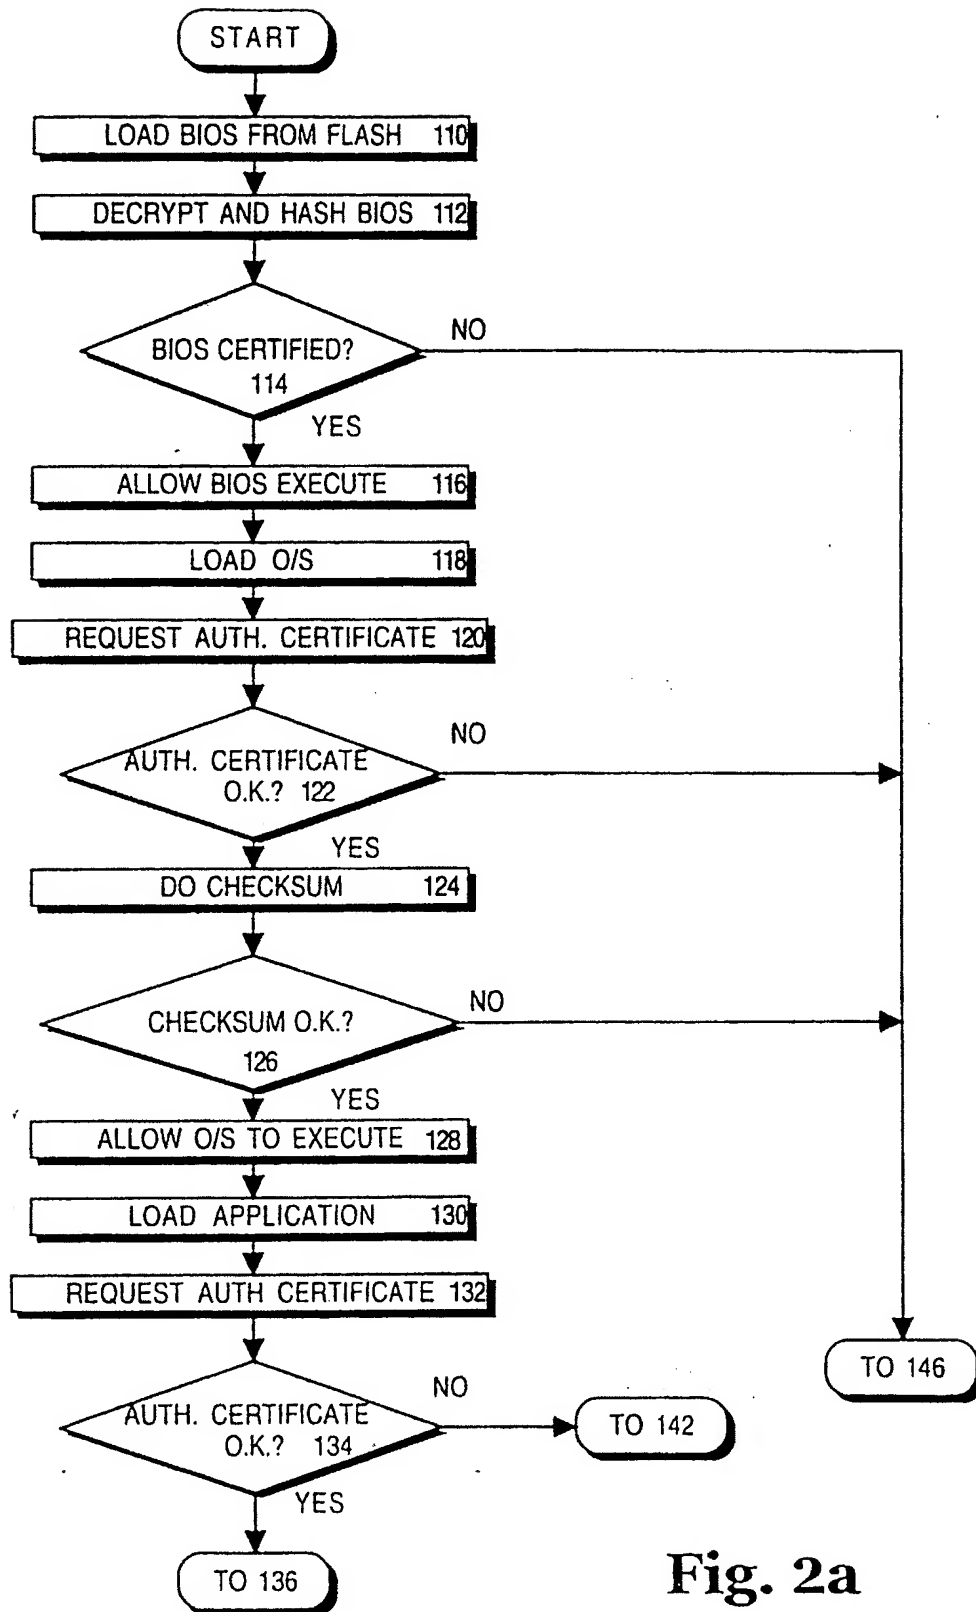 START
LOAD BIOS FROM FLASH 110
DECRYPT AND HASH BIOS 112
BIOS CERTIFIED?
114
NO
YES
ALLOW BIOS EXECUTE 116
LOAD O/S 118
REQUEST AUTH. CERTIFICATE 120
AUTH. CERTIFICATE
O.K.? 122
NO
YES
DO CHECKSUM 124
CHECKSUM O.K.?
126
NO
YES
ALLOW O/S TO EXECUTE 128
LOAD APPLICATION 130
REQUEST AUTH CERTIFICATE 132
AUTH. CERTIFICATE
O.K.? 134
NO
YES
TO 146
TO 142
TO 136
Fig. 2a